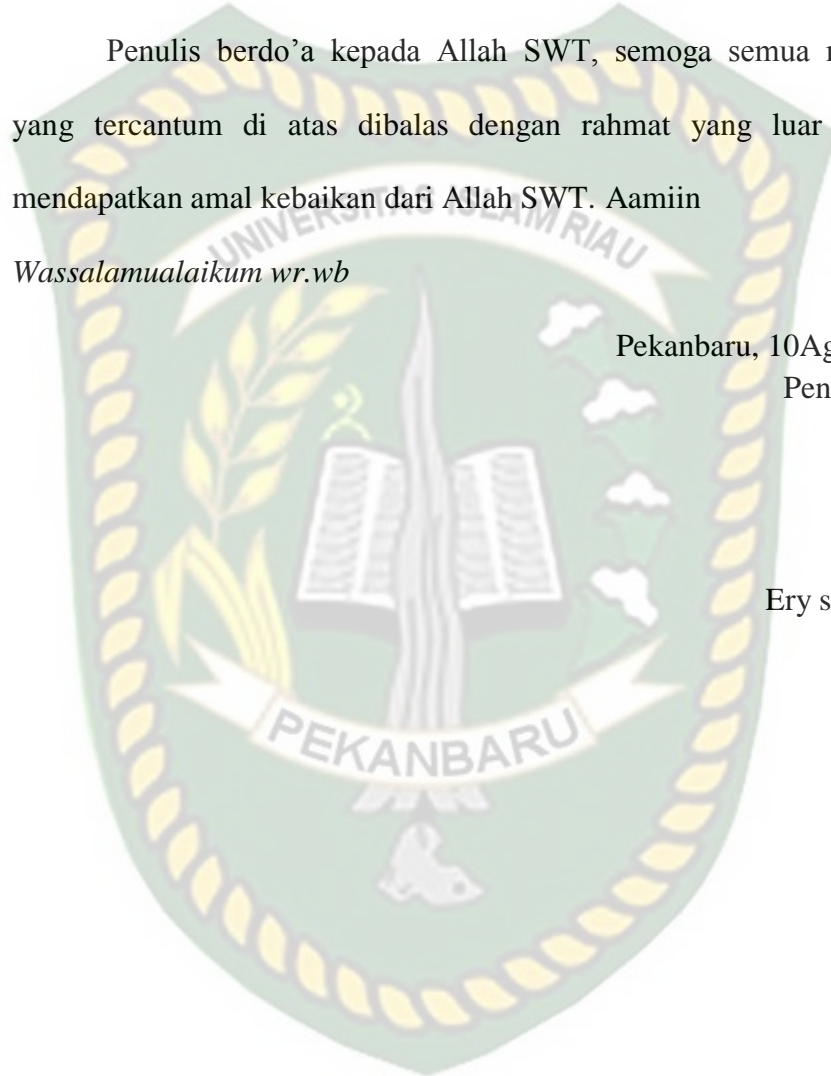 Penulis berdo’a kepada Allah SWT, semoga semua
yang tercantum di atas dibalas dengan rahmat yang luar
mendapatkan amal kebaikan dari Allah SWT. Aamiin
UNIVERSITAS ISLAM RIAU
Wassalamualaikum wr.wb
Pekanbaru, 10Ag
Pen
Ery s
PEKANBARU